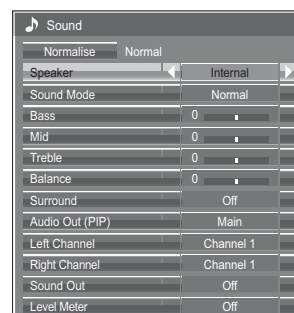 Sound
Normalise Normal
Speaker Internal
Sound Mode Normal
Bass 0
Mid 0
Treble 0
Balance 0
Surround Off
Audio Out (PIP) Main
Left Channel Channel 1
Right Channel Channel 1
Sound Out Off
Level Meter Off